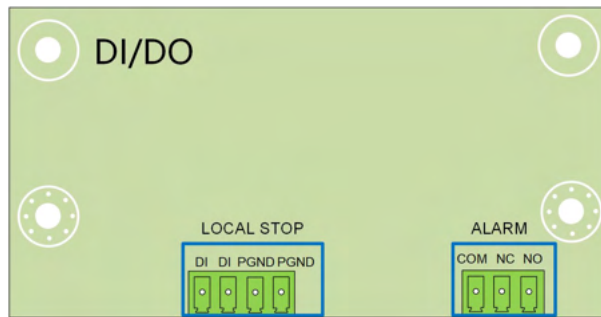 DI/DO
LOCAL STOP
ALARM
DI DI PGND PGND
COM NC NO